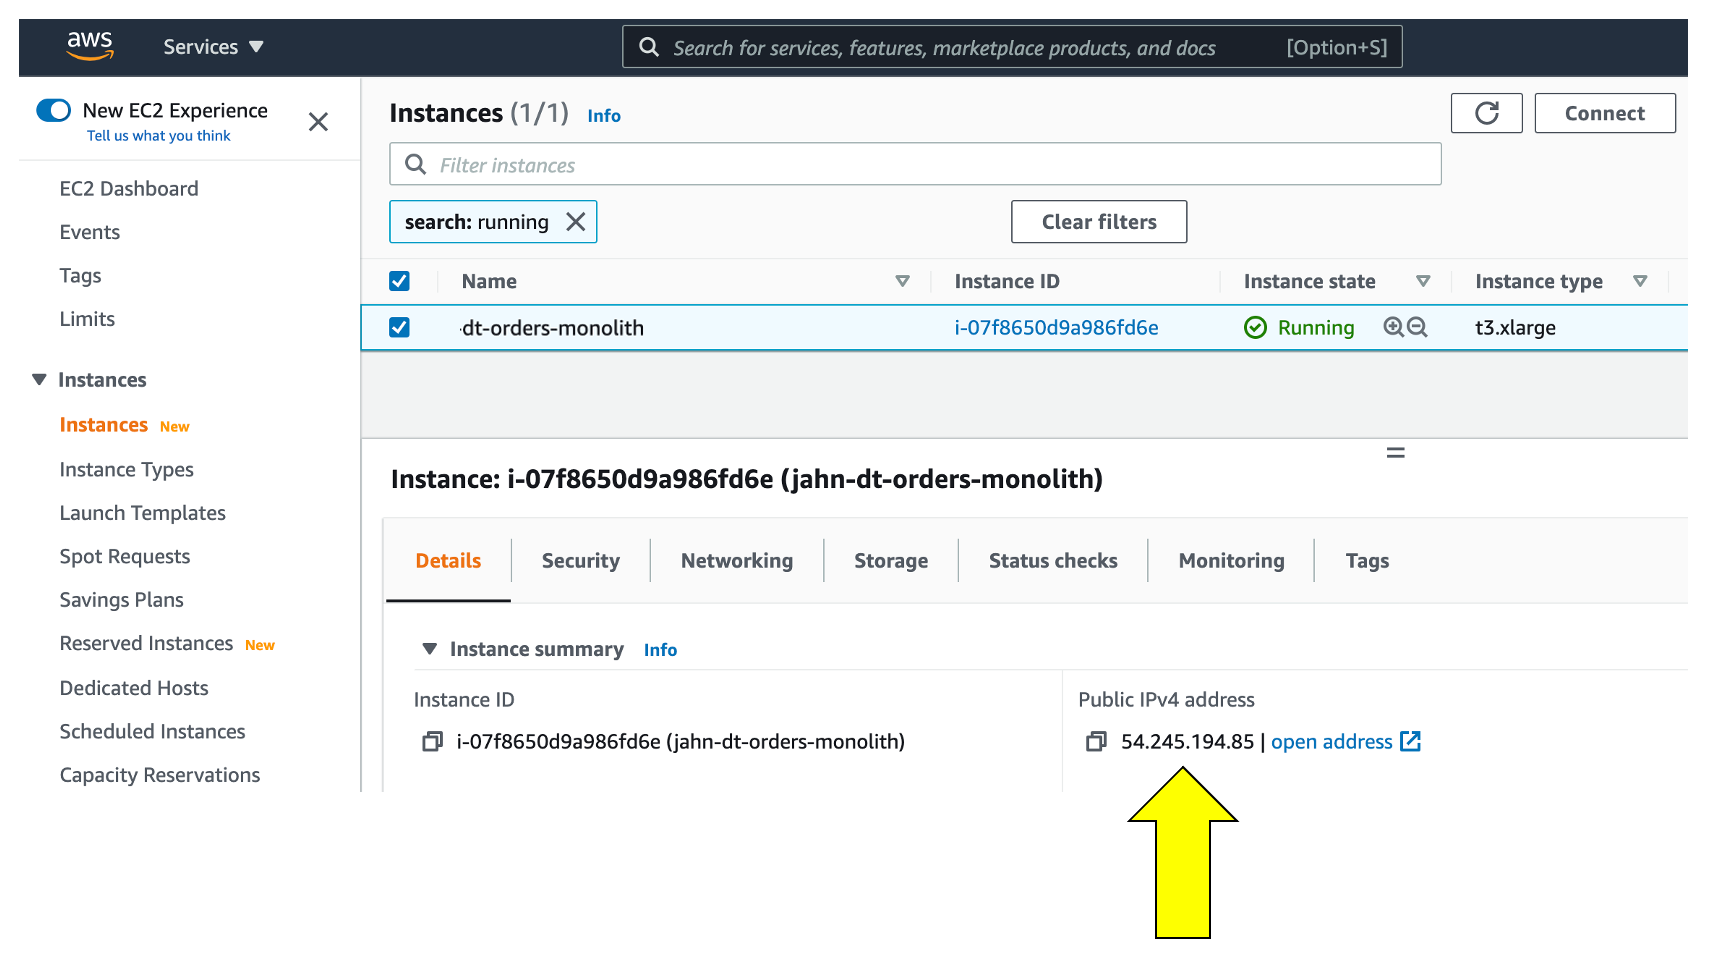 aws Services Search for services, features, marketplace products, and docs [Option+S]
New EC2 Experience
Tell us what you think
EC2 Dashboard
Events
Tags
Limits
Instances
Instances New
Instance Types
Launch Templates
Spot Requests
Savings Plans
Reserved Instances New
Dedicated Hosts
Scheduled Instances
Capacity Reservations
Instances (1/1) Info
Connect
Filter instances
search: running
Clear filters
Name Instance ID Instance state Instance type
-dt-orders-monolith i-07f8650d9a986fd6e Running t3.xlarge
Instance: i-07f8650d9a986fd6e (jahn-dt-orders-monolith)
Details Security Networking Storage Status checks Monitoring Tags
Instance summary Info
Instance ID
i-07f8650d9a986fd6e (jahn-dt-orders-monolith)
Public IPv4 address
54.245.194.85 | open address